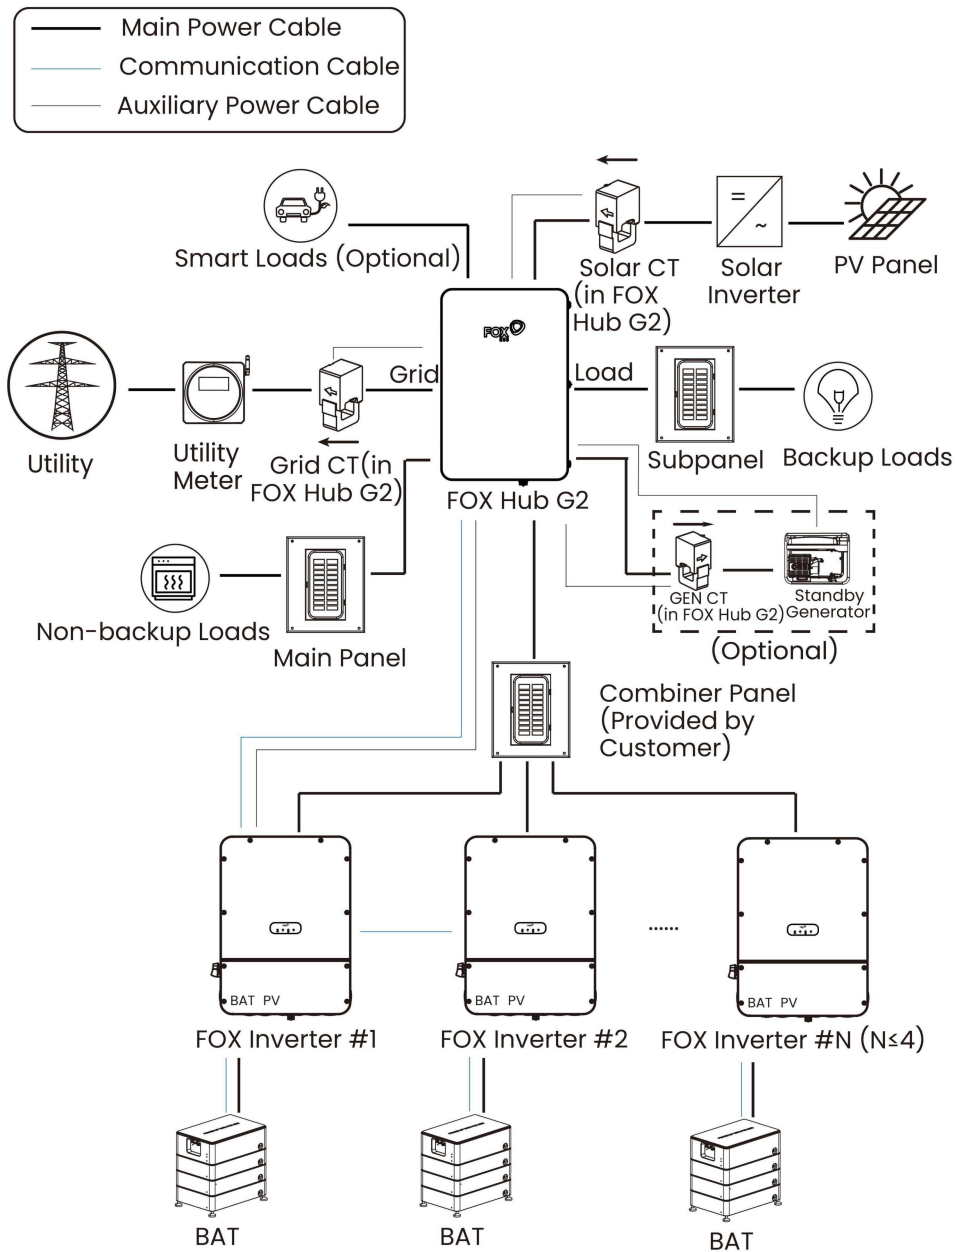 Main Power Cable
Communication Cable
Auxiliary Power Cable
Smart Loads (Optional)
Solar CT
(in FOX
Hub G2)
Solar
Inverter
PV Panel
FOX
ESS
Utility
Utility
Meter
Grid CT(in
FOX Hub G2)
Grid
Load
Subpanel
Backup Loads
FOX Hub G2
Non-backup Loads
Main Panel
GEN CT
(in FOX Hub G2)
Standby
Generator
(Optional)
Combiner Panel
(Provided by
Customer)
BAT PV
FOX Inverter #1
BAT PV
FOX Inverter #2
......
BAT PV
FOX Inverter #N (N≤4)
BAT
BAT
BAT